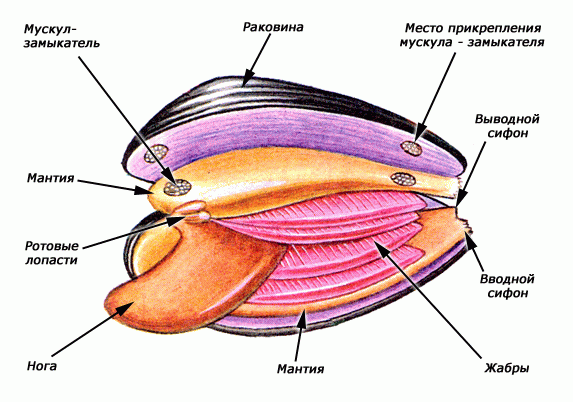 Мускул-
замыкатель
Раковина
Место прикрепления
мускула - замыкателя
Выводной
сифон
Мантия
Ротовые
лопасти
Вводной
сифон
Нога
Мантия
Жабры